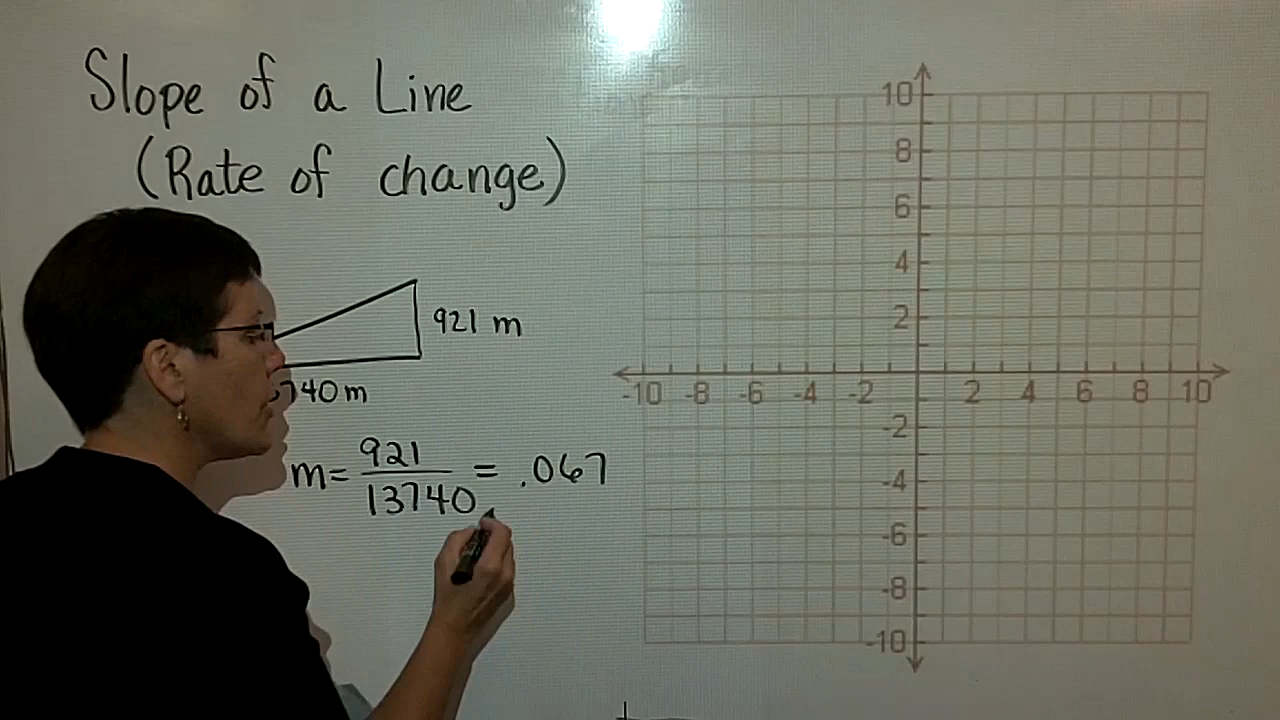 Slope of a Line
(Rate of change)
921 m
740 m
m = 921/13740 = .067
10
8
6
4
2
-10 -8 -6 -4 -2 2 4 6 8 10
-2
-4
-6
-8
-10